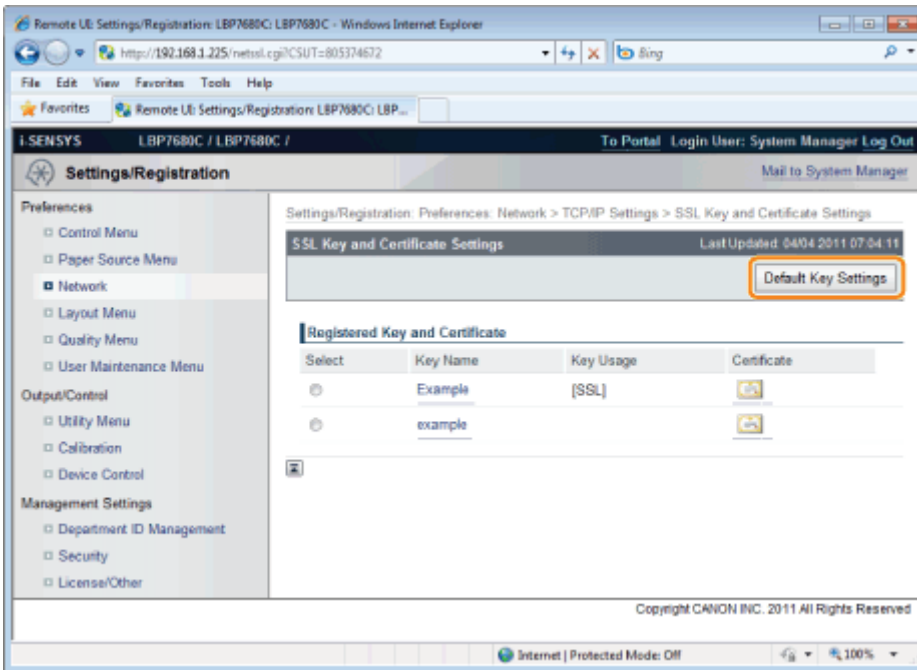 Remote UI: Settings/Registration: LBP7680C: LBP7680C - Windows Internet Explorer
http://192.168.1.225/netssl.cgi?CSUT=805374672
Bing
File Edit View Favorites Tools Help
Favorites
Remote UI: Settings/Registration: LBP7680C: LBP...
i-SENSYS LBP7680C / LBP7680C /
To Portal Login User: System Manager Log Out
Settings/Registration
Mail to System Manager
Preferences
Control Menu
Paper Source Menu
Network
Layout Menu
Quality Menu
User Maintenance Menu
Output/Control
Utility Menu
Calibration
Device Control
Management Settings
Department ID Management
Security
License/Other
Settings/Registration: Preferences: Network > TCP/IP Settings > SSL Key and Certificate Settings
SSL Key and Certificate Settings
Last Updated: 04/04 2011 07:04:11
Default Key Settings
Registered Key and Certificate
Select Key Name Key Usage Certificate
Example [SSL]
example
Copyright CANON INC. 2011 All Rights Reserved
Internet | Protected Mode: Off
100%